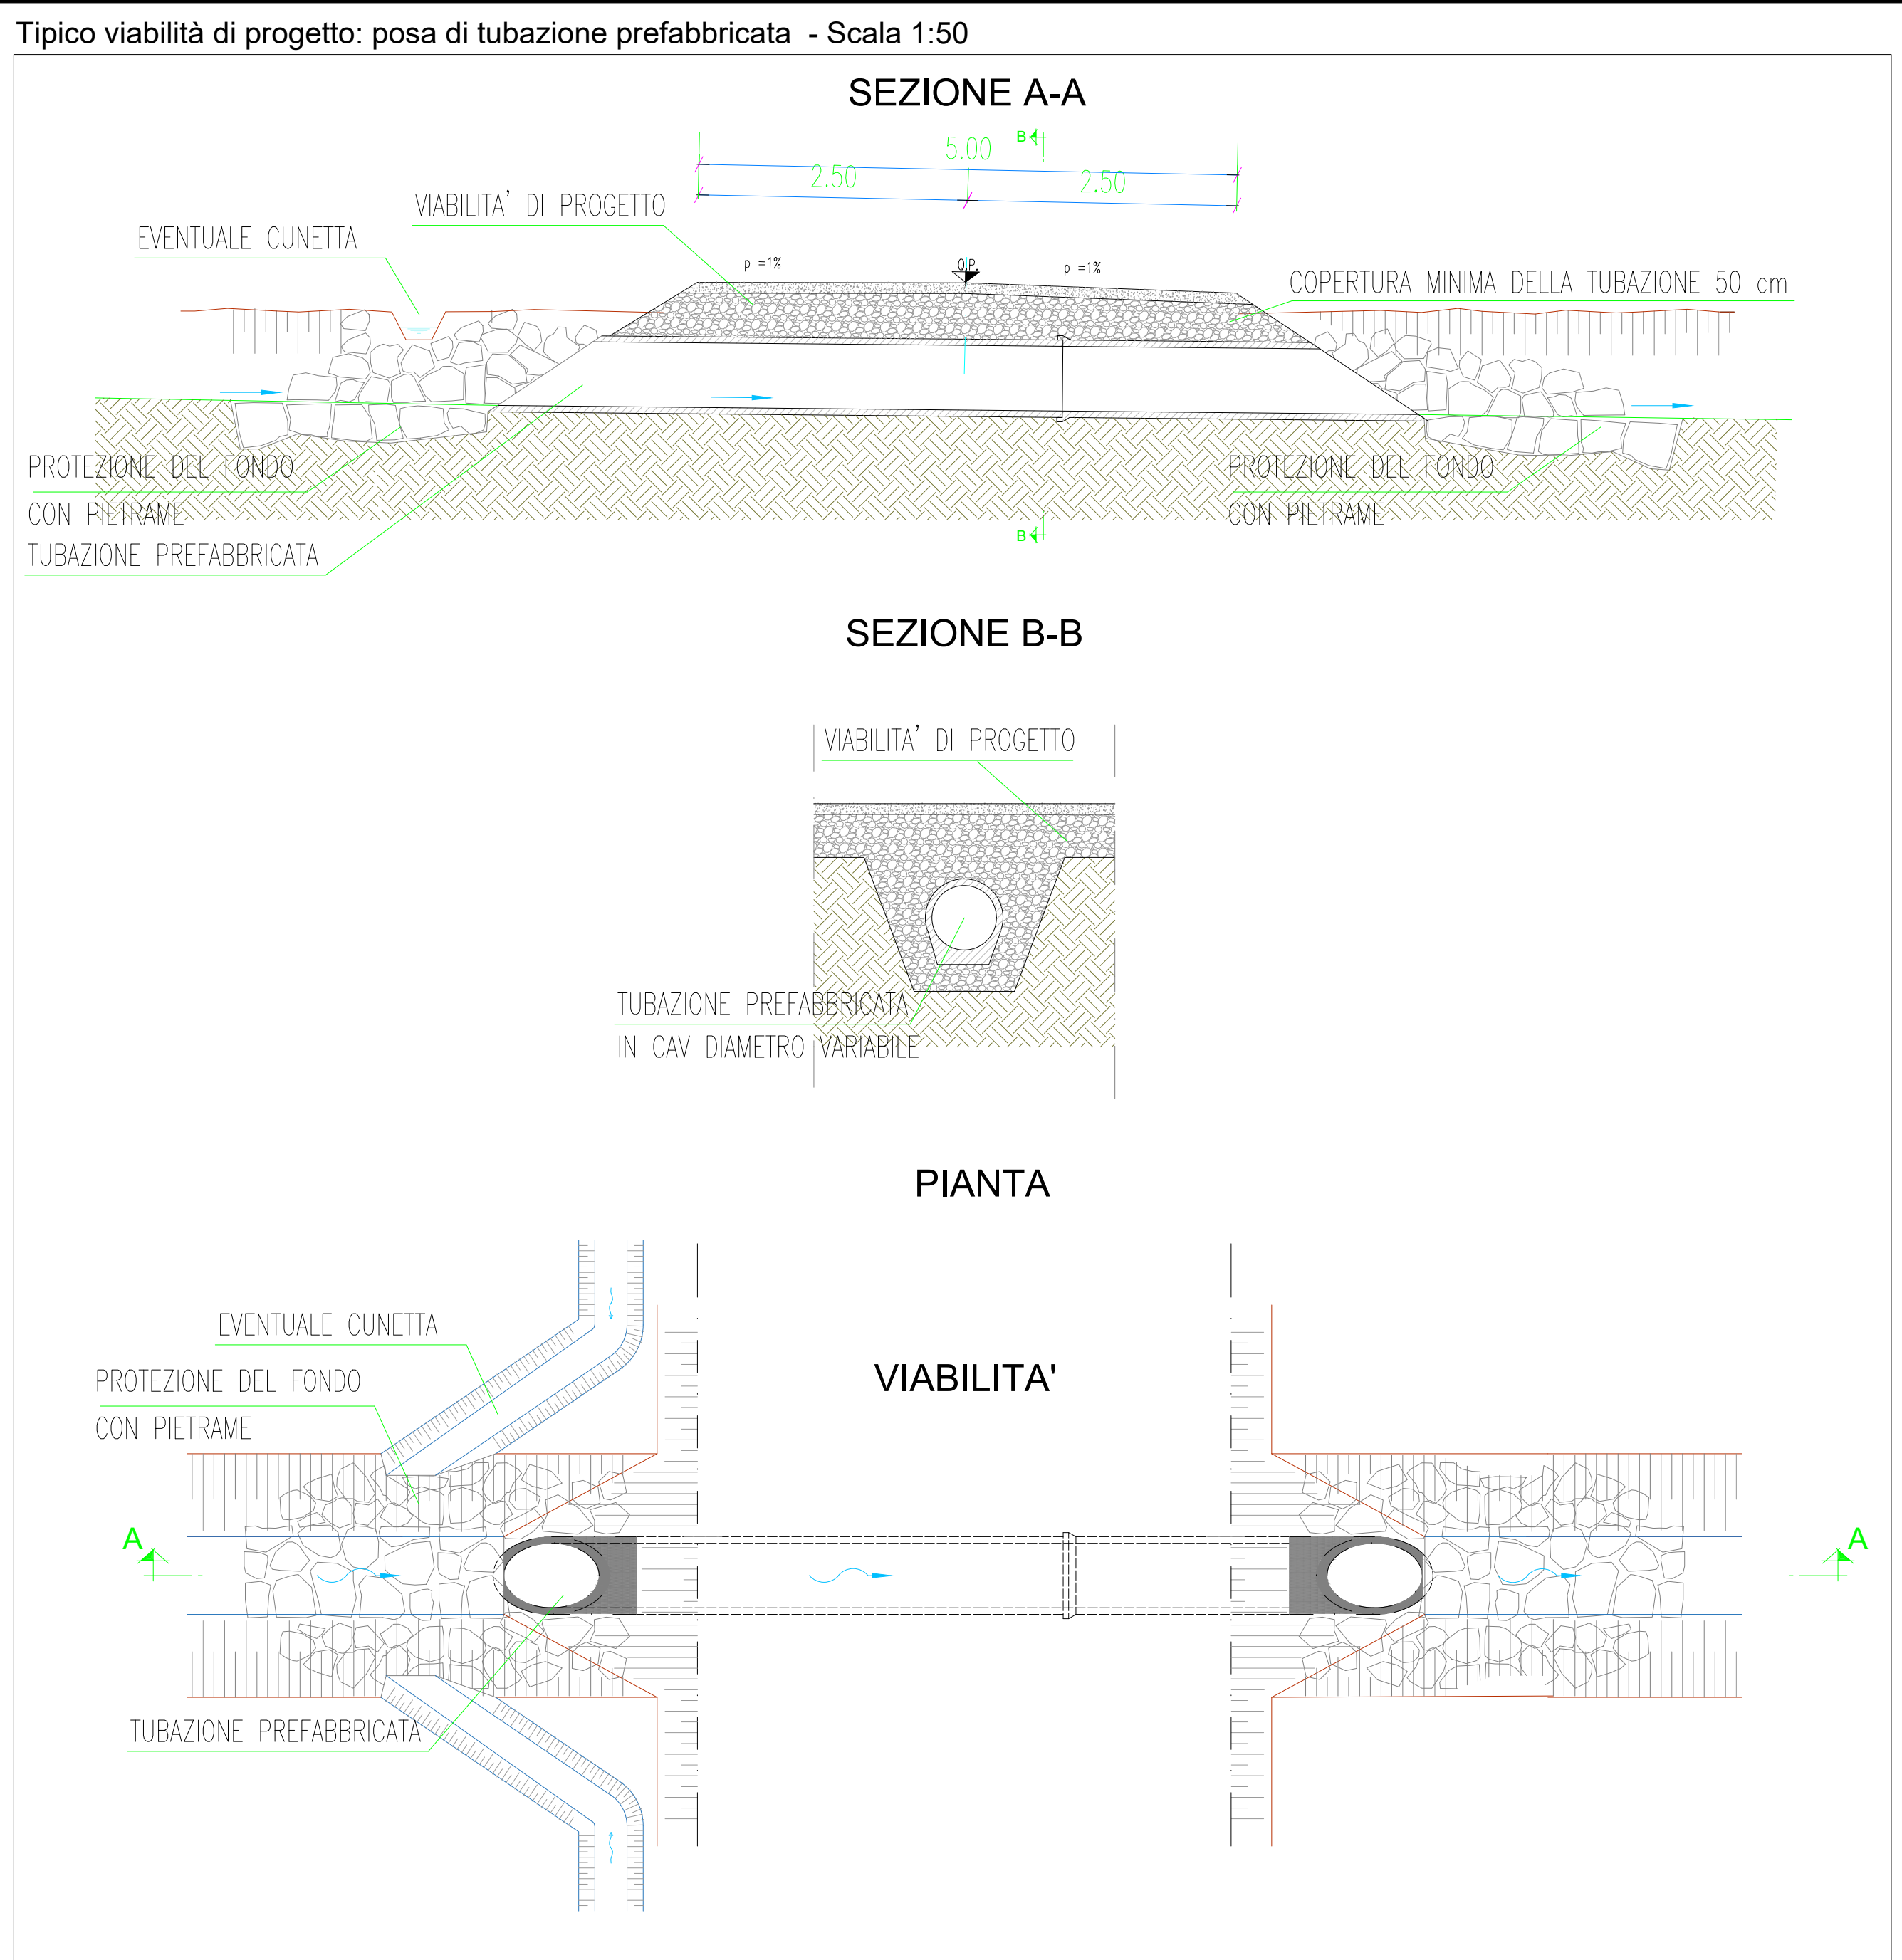 Tipico viabilità di progetto: posa di tubazione prefabbricata - Scala 1:50
SEZIONE A-A
B
5.00
2.50
2.50
VIABILITA' DI PROGETTO
EVENTUALE CUNETTA
p =1%
Q.P.
p =1%
COPERTURA MINIMA DELLA TUBAZIONE 50 cm
PROTEZIONE DEL FONDO
CON PIETRAME
PROTEZIONE DEL FONDO
CON PIETRAME
TUBAZIONE PREFABBRICATA
B
SEZIONE B-B
VIABILITA' DI PROGETTO
TUBAZIONE PREFABBRICATA
IN CAV DIAMETRO VARIABILE
PIANTA
EVENTUALE CUNETTA
PROTEZIONE DEL FONDO
CON PIETRAME
VIABILITA'
A
A
TUBAZIONE PREFABBRICATA